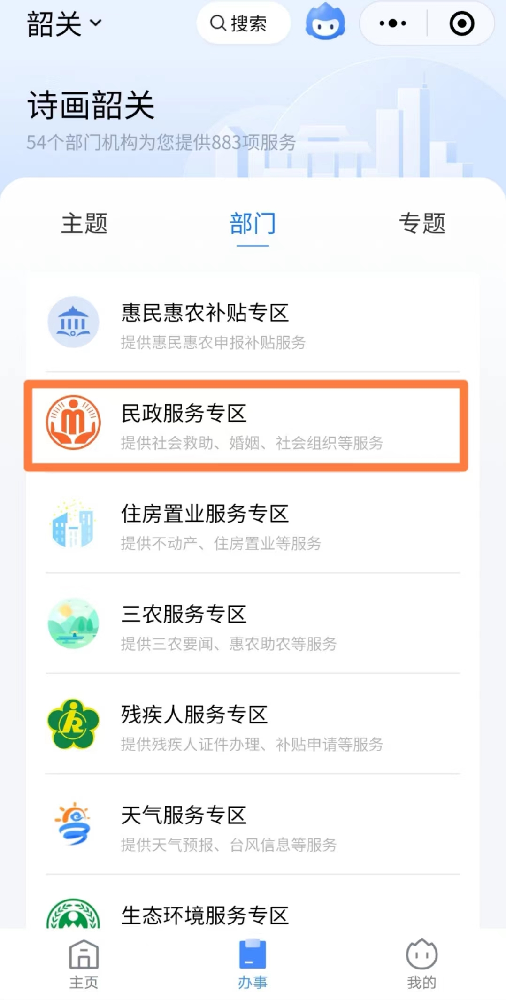 韶关
搜索
诗画韶关
54个部门机构为您提供883项服务
主题
部门
专题
惠民惠农补贴专区
提供惠民惠农申报补贴服务
民政服务专区
提供社会救助、婚姻、社会组织等服务
住房置业服务专区
提供不动产、住房置业等服务
三农服务专区
提供三农要闻、惠农助农等服务
残疾人服务专区
提供残疾人证件办理、补贴申请等服务
天气服务专区
提供天气预报、台风信息等服务
生态环境服务专区
主页
办事
我的